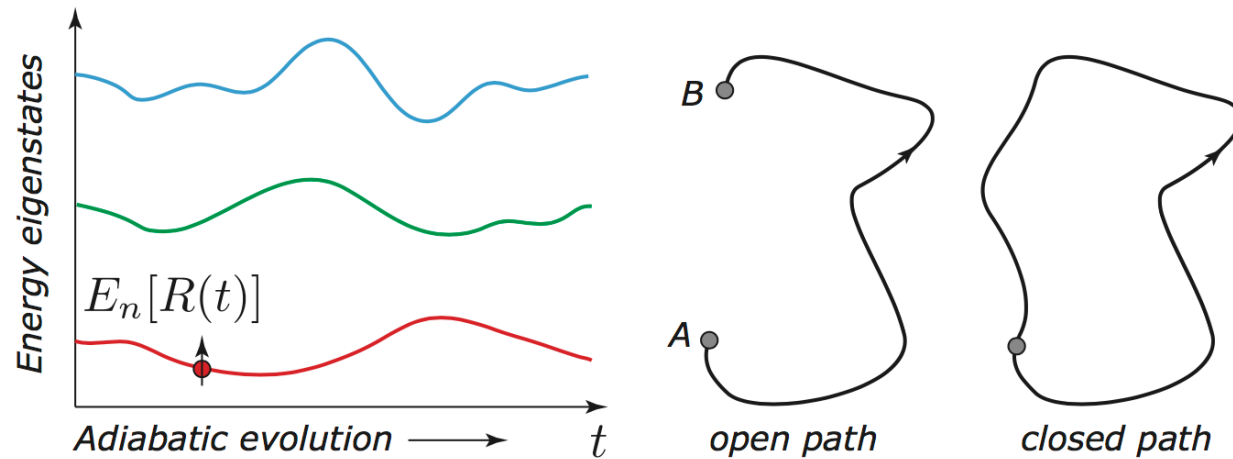 Energy eigenstates
E_n[R(t)]
Adiabatic evolution
t
B
A
open path
closed path